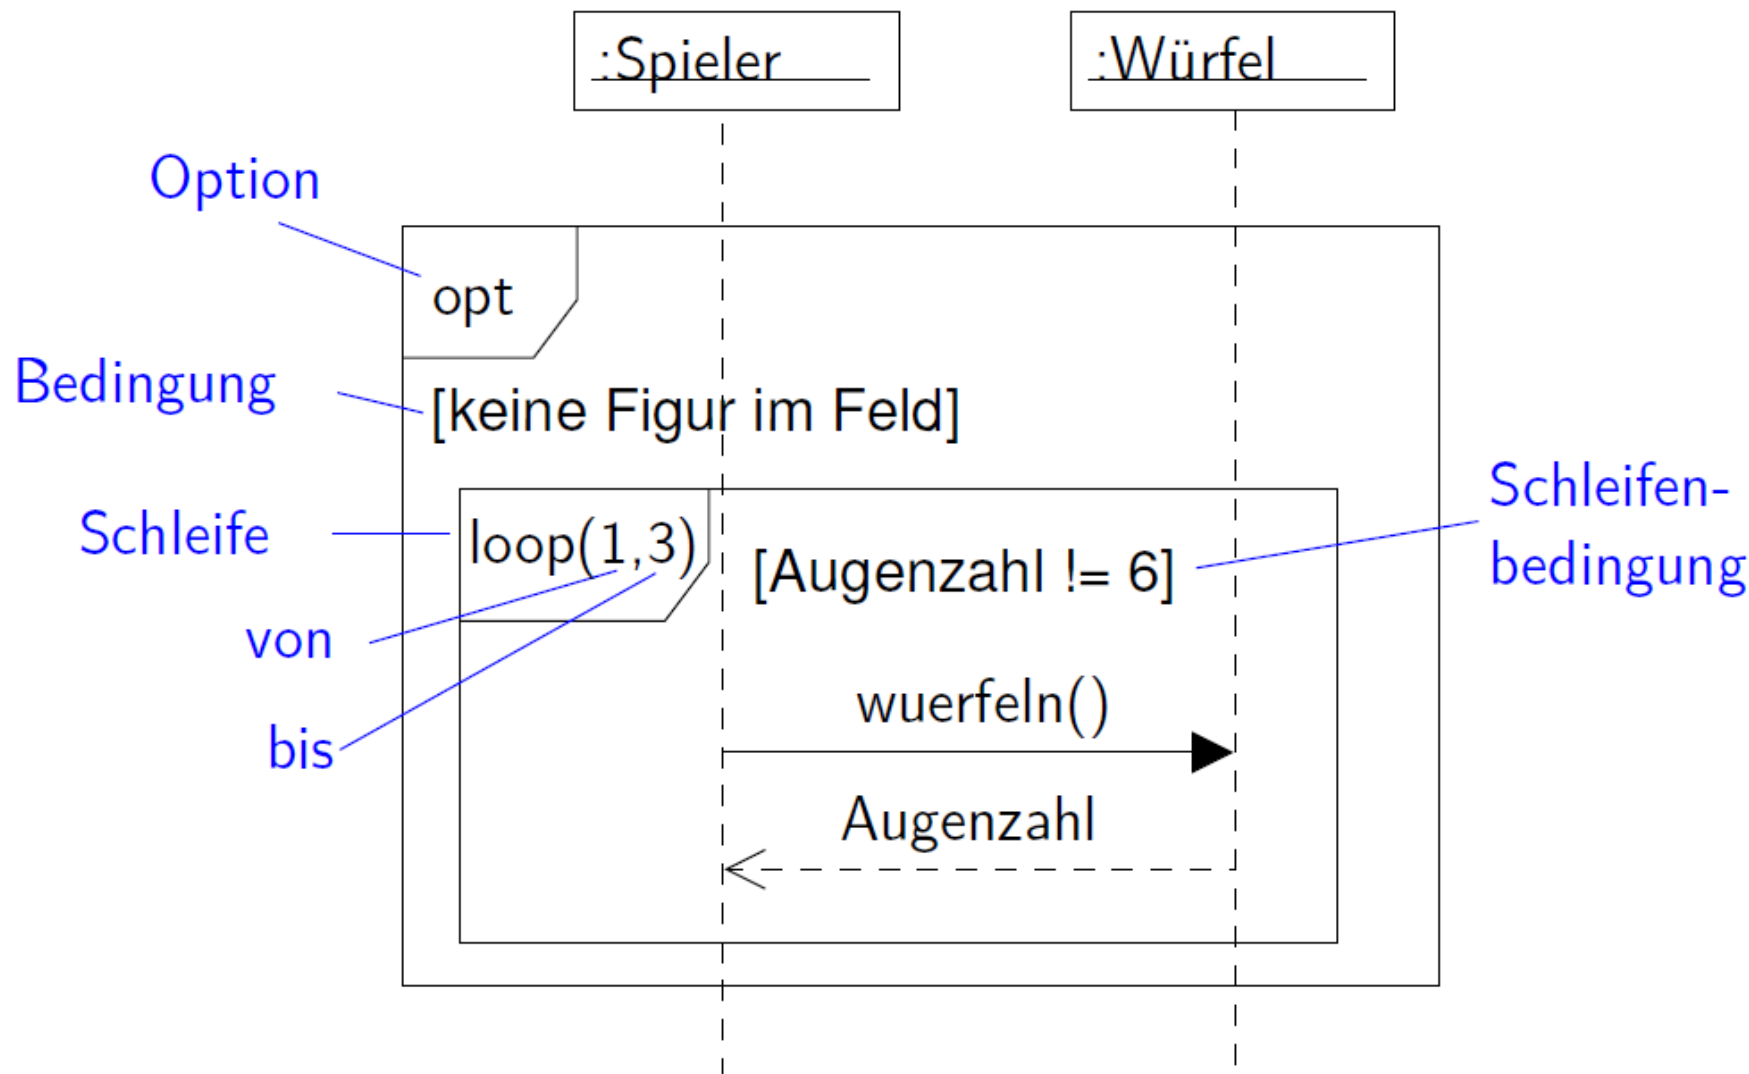 :Spieler
:Würfel
Option
opt
Bedingung
[keine Figur im Feld]
Schleife
loop(1,3)
[Augenzahl != 6]
Schleifen-
bedingung
von
bis
wuerfeln()
Augenzahl